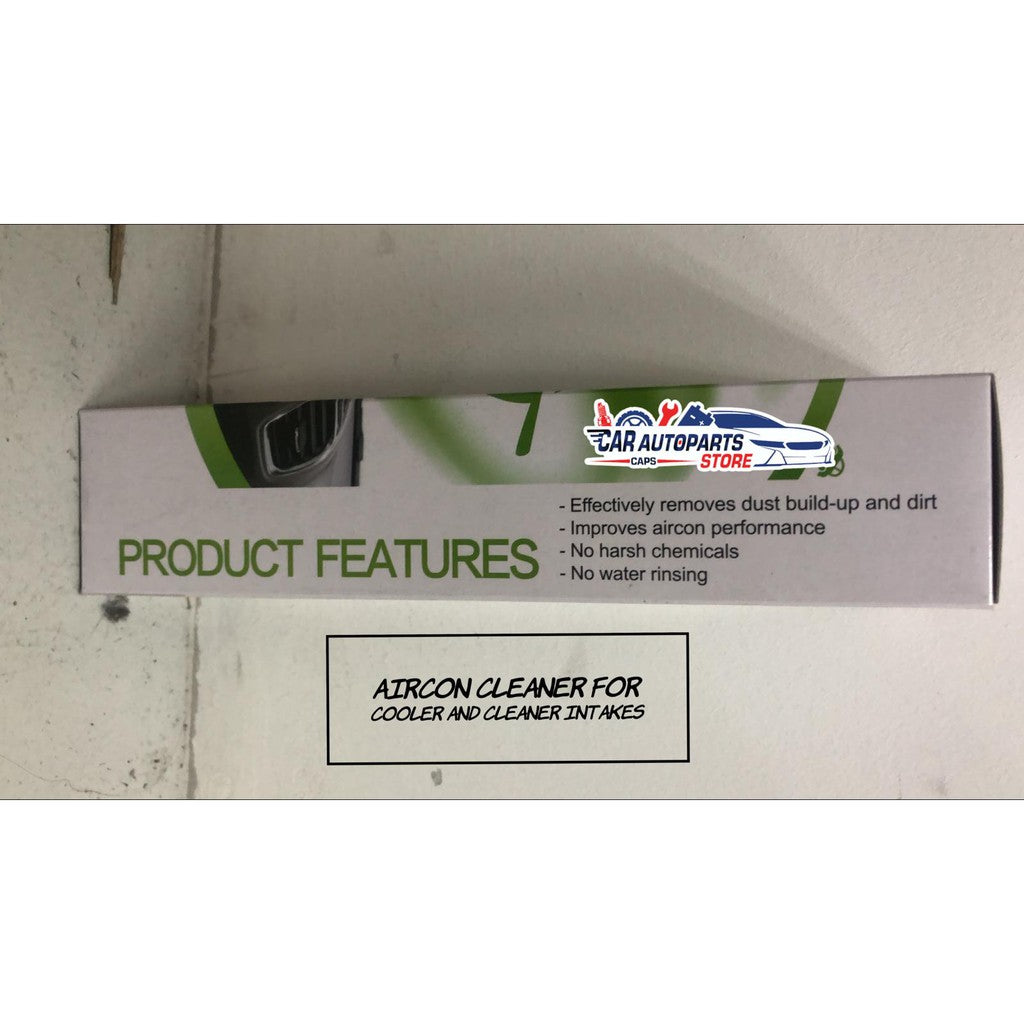 CAR AUTOPARTS
CAPS STORE
- Effectively removes dust build-up and dirt
- Improves aircon performance
- No harsh chemicals
- No water rinsing
PRODUCT FEATURES
AIRCON CLEANER FOR
COOLER AND CLEANER INTAKES